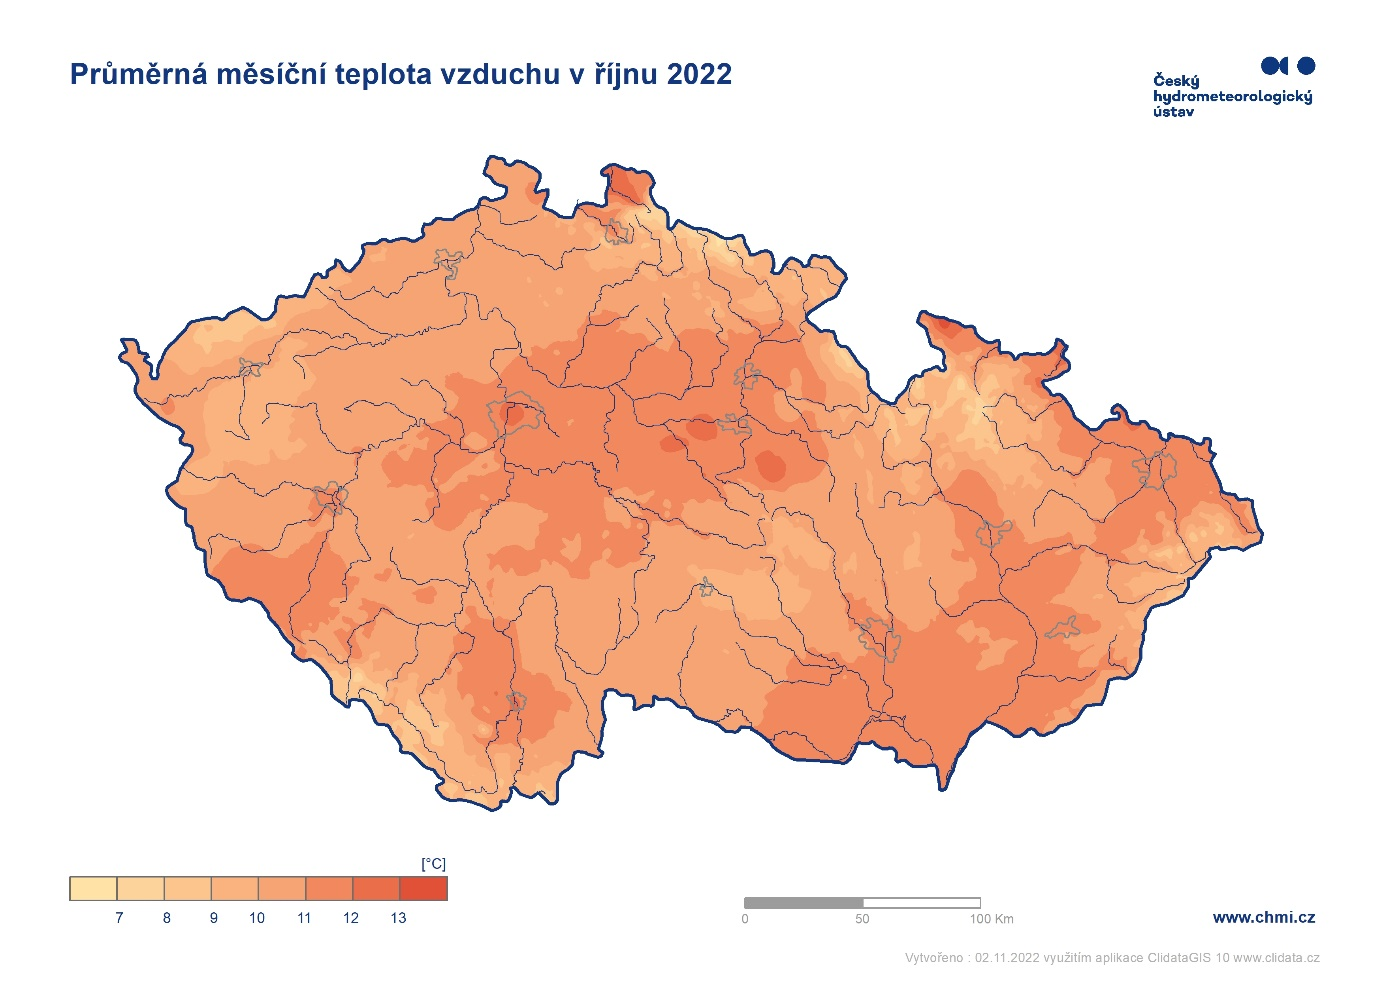 Průměrná měsíční teplota vzduchu v říjnu 2022
Český
hydrometeorologický
ústav
[°C]
7 8 9 10 11 12 13
0 50 100 Km
www.chmi.cz
Vytvořeno : 02.11.2022 využitím aplikace ClidataGIS 10 www.clidata.cz